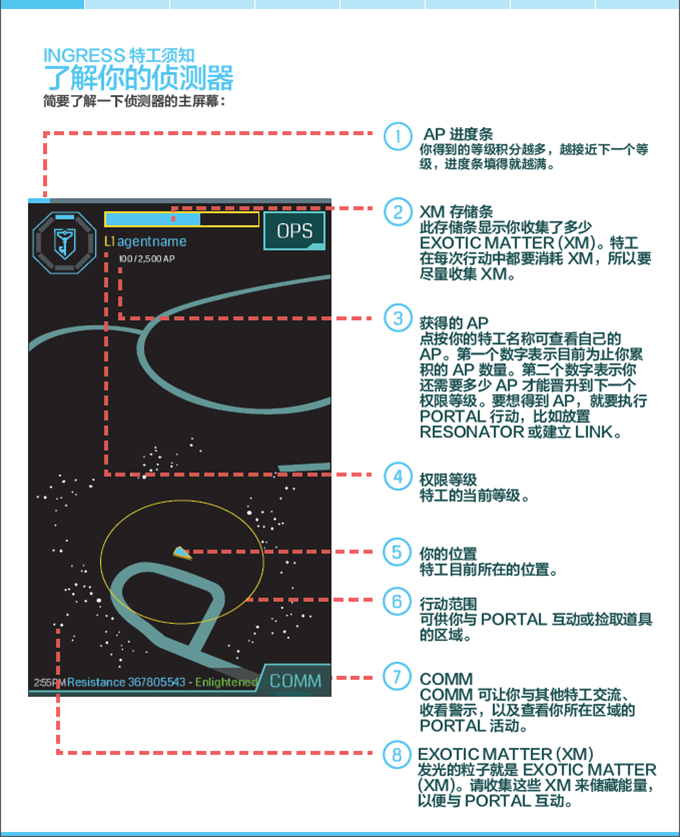 INGRESS 特工须知
了解你的侦测器
简要了解一下侦测器的主屏幕：
1
AP 进度条
你得到的等级积分越多，越接近下一个等
级，进度条填得就越满。
2
XM 存储条
此存储条显示你收集了多少
EXOTIC MATTER (XM)。特工
在每次行动中都要消耗 XM，所以要
尽量收集 XM。
OPS
L1agentname
100/2,500 AP
3
获得的 AP
点按你的特工名称可查看自己的
AP。第一个数字表示目前为止你累
积的 AP 数量。第二个数字表示你
还需要多少 AP 才能晋升到下一个
权限等级。要想得到 AP，就要执行
PORTAL 行动，比如放置
RESONATOR 或建立 LINK。
4
权限等级
特工的当前等级。
5
你的位置
特工目前所在的位置。
6
行动范围
可供你与 PORTAL 互动或捡取道具
的区域。
7
COMM
COMM 可让你与其他特工交流、
收看警示，以及查看你所在区域的
PORTAL 活动。
2:55PM Resistance 367805543 - Enlightened
COMM
8
EXOTIC MATTER (XM)
发光的粒子就是 EXOTIC MATTER
(XM)。请收集这些 XM 来储藏能量，
以便与 PORTAL 互动。